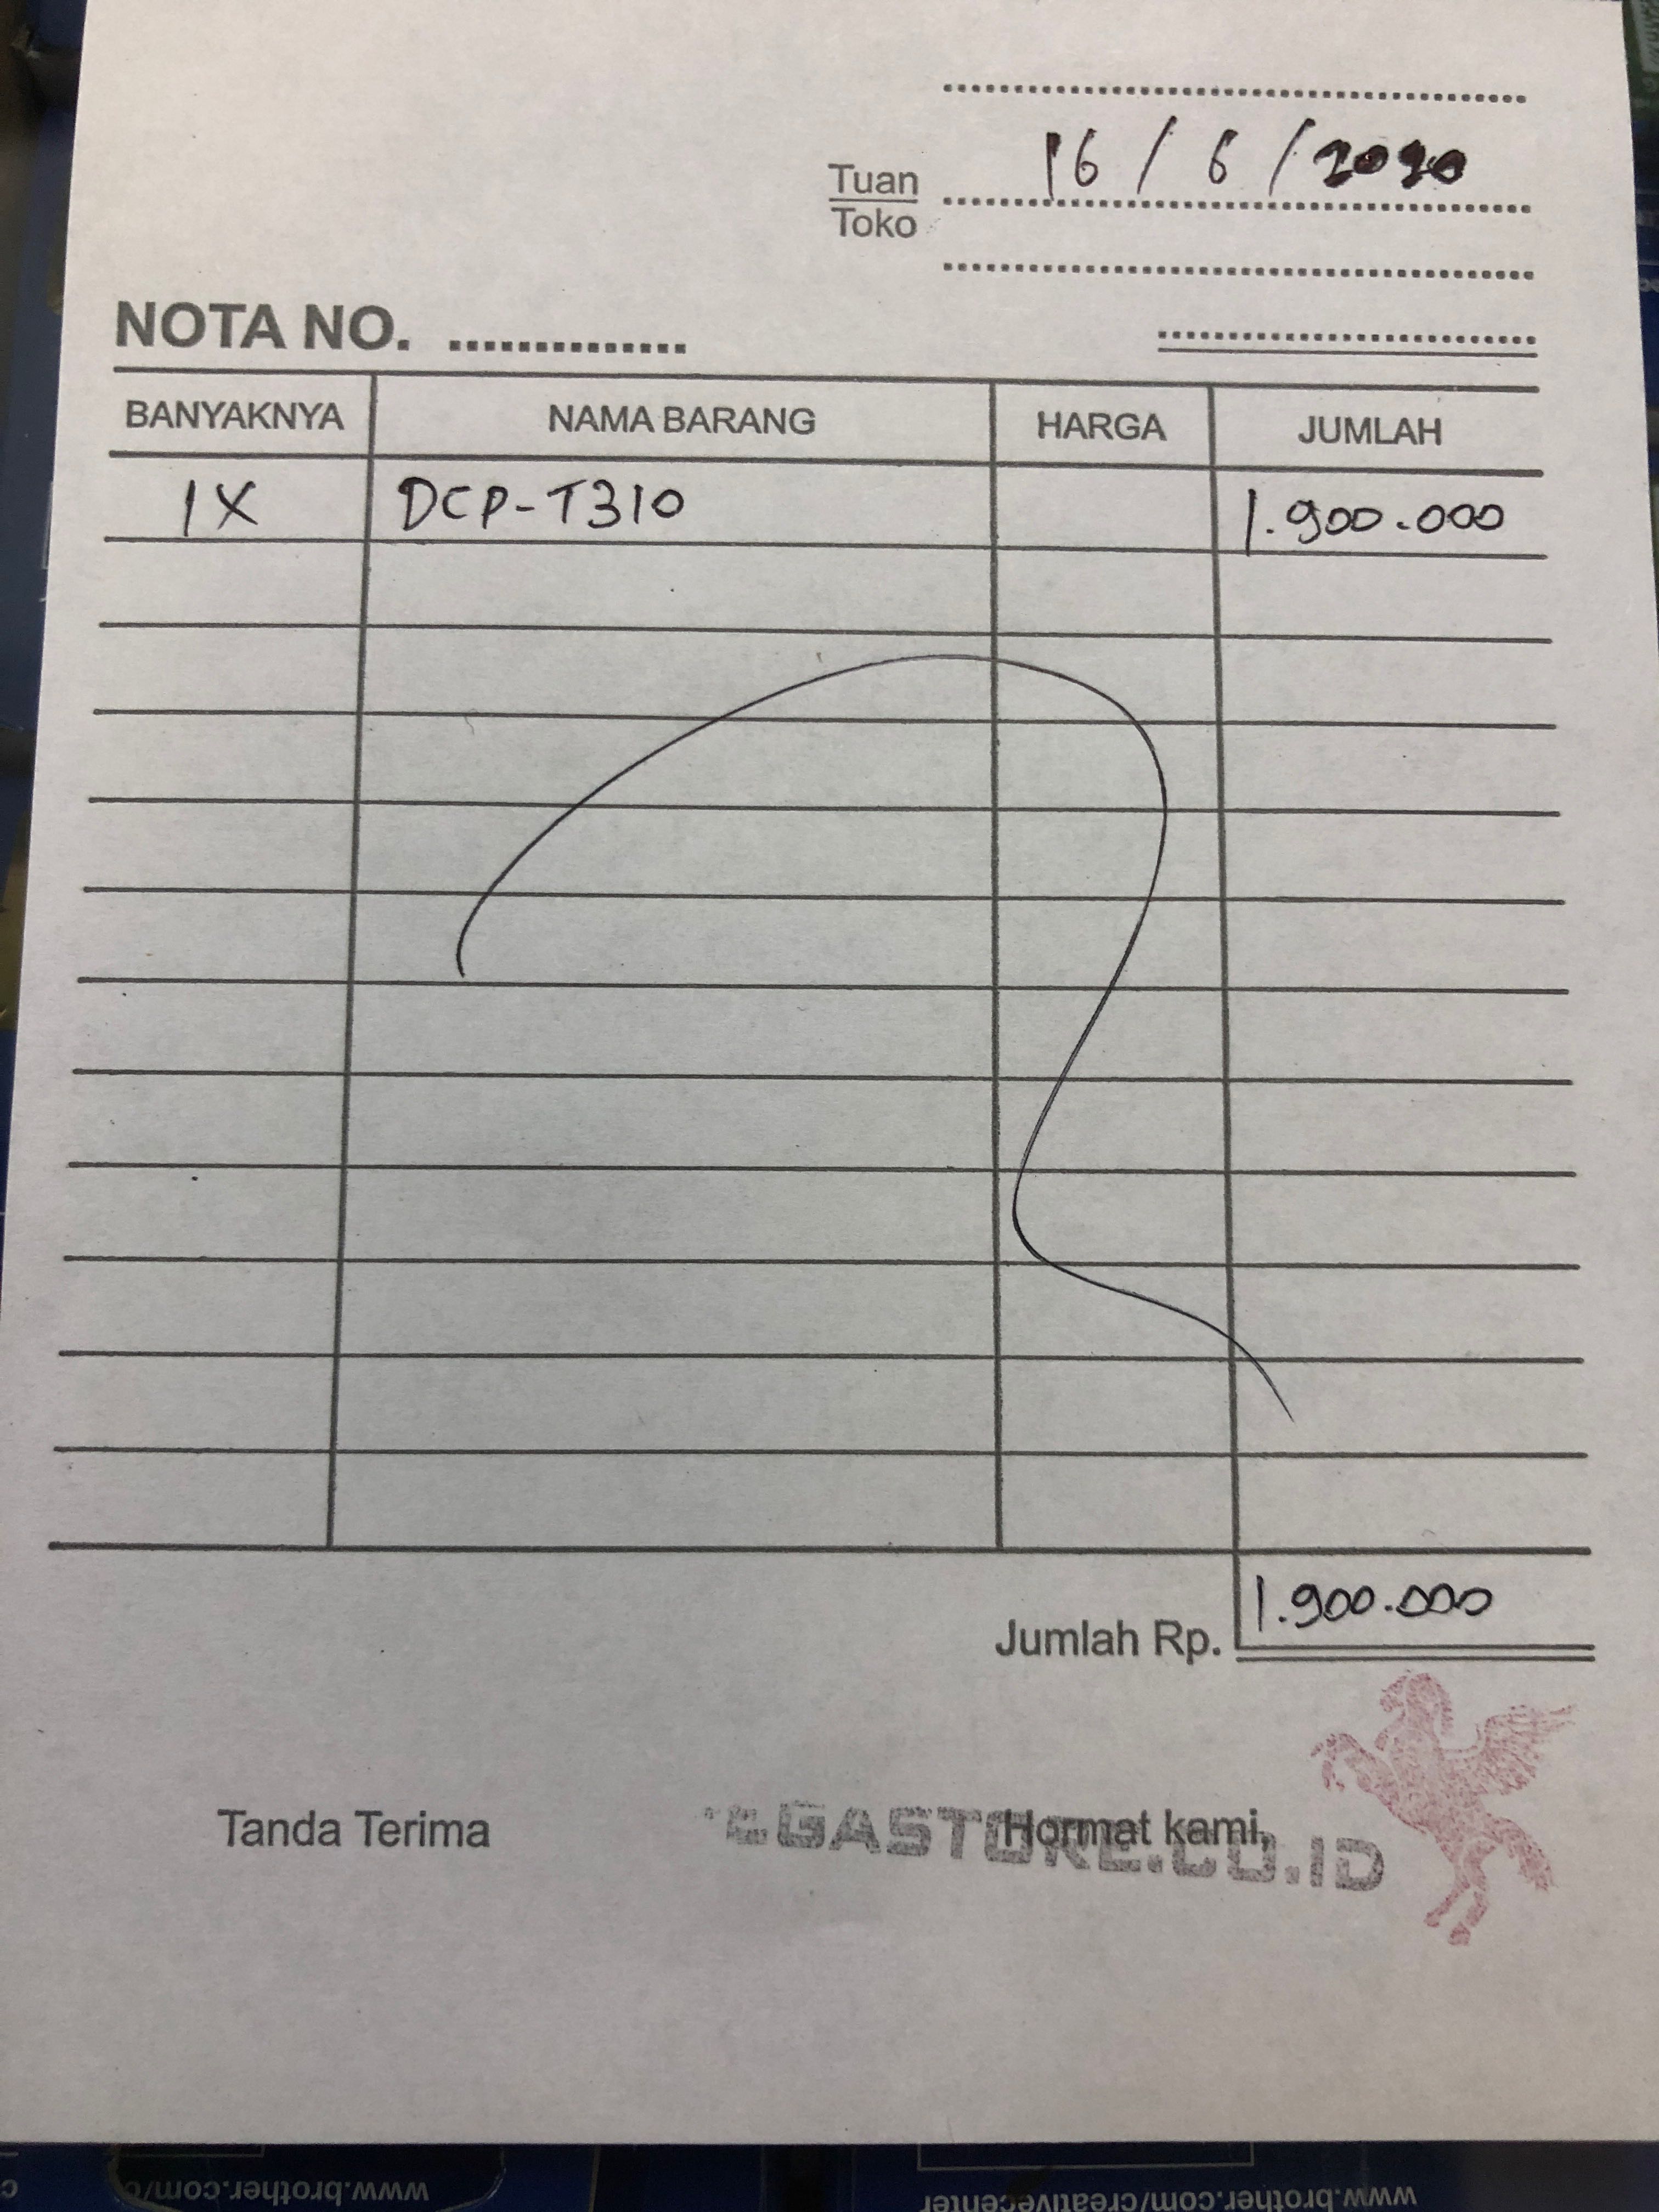 16 / 6 / 2020
Tuan
Toko
NOTA NO. ..............
BANYAKNYA NAMA BARANG HARGA JUMLAH
1X DCP-T310 1.900.000
Jumlah Rp. 1.900.000
Tanda Terima Hormat kami,
GASTORE.CO.ID
www.brother.com/
www.brother.com/creativecenter